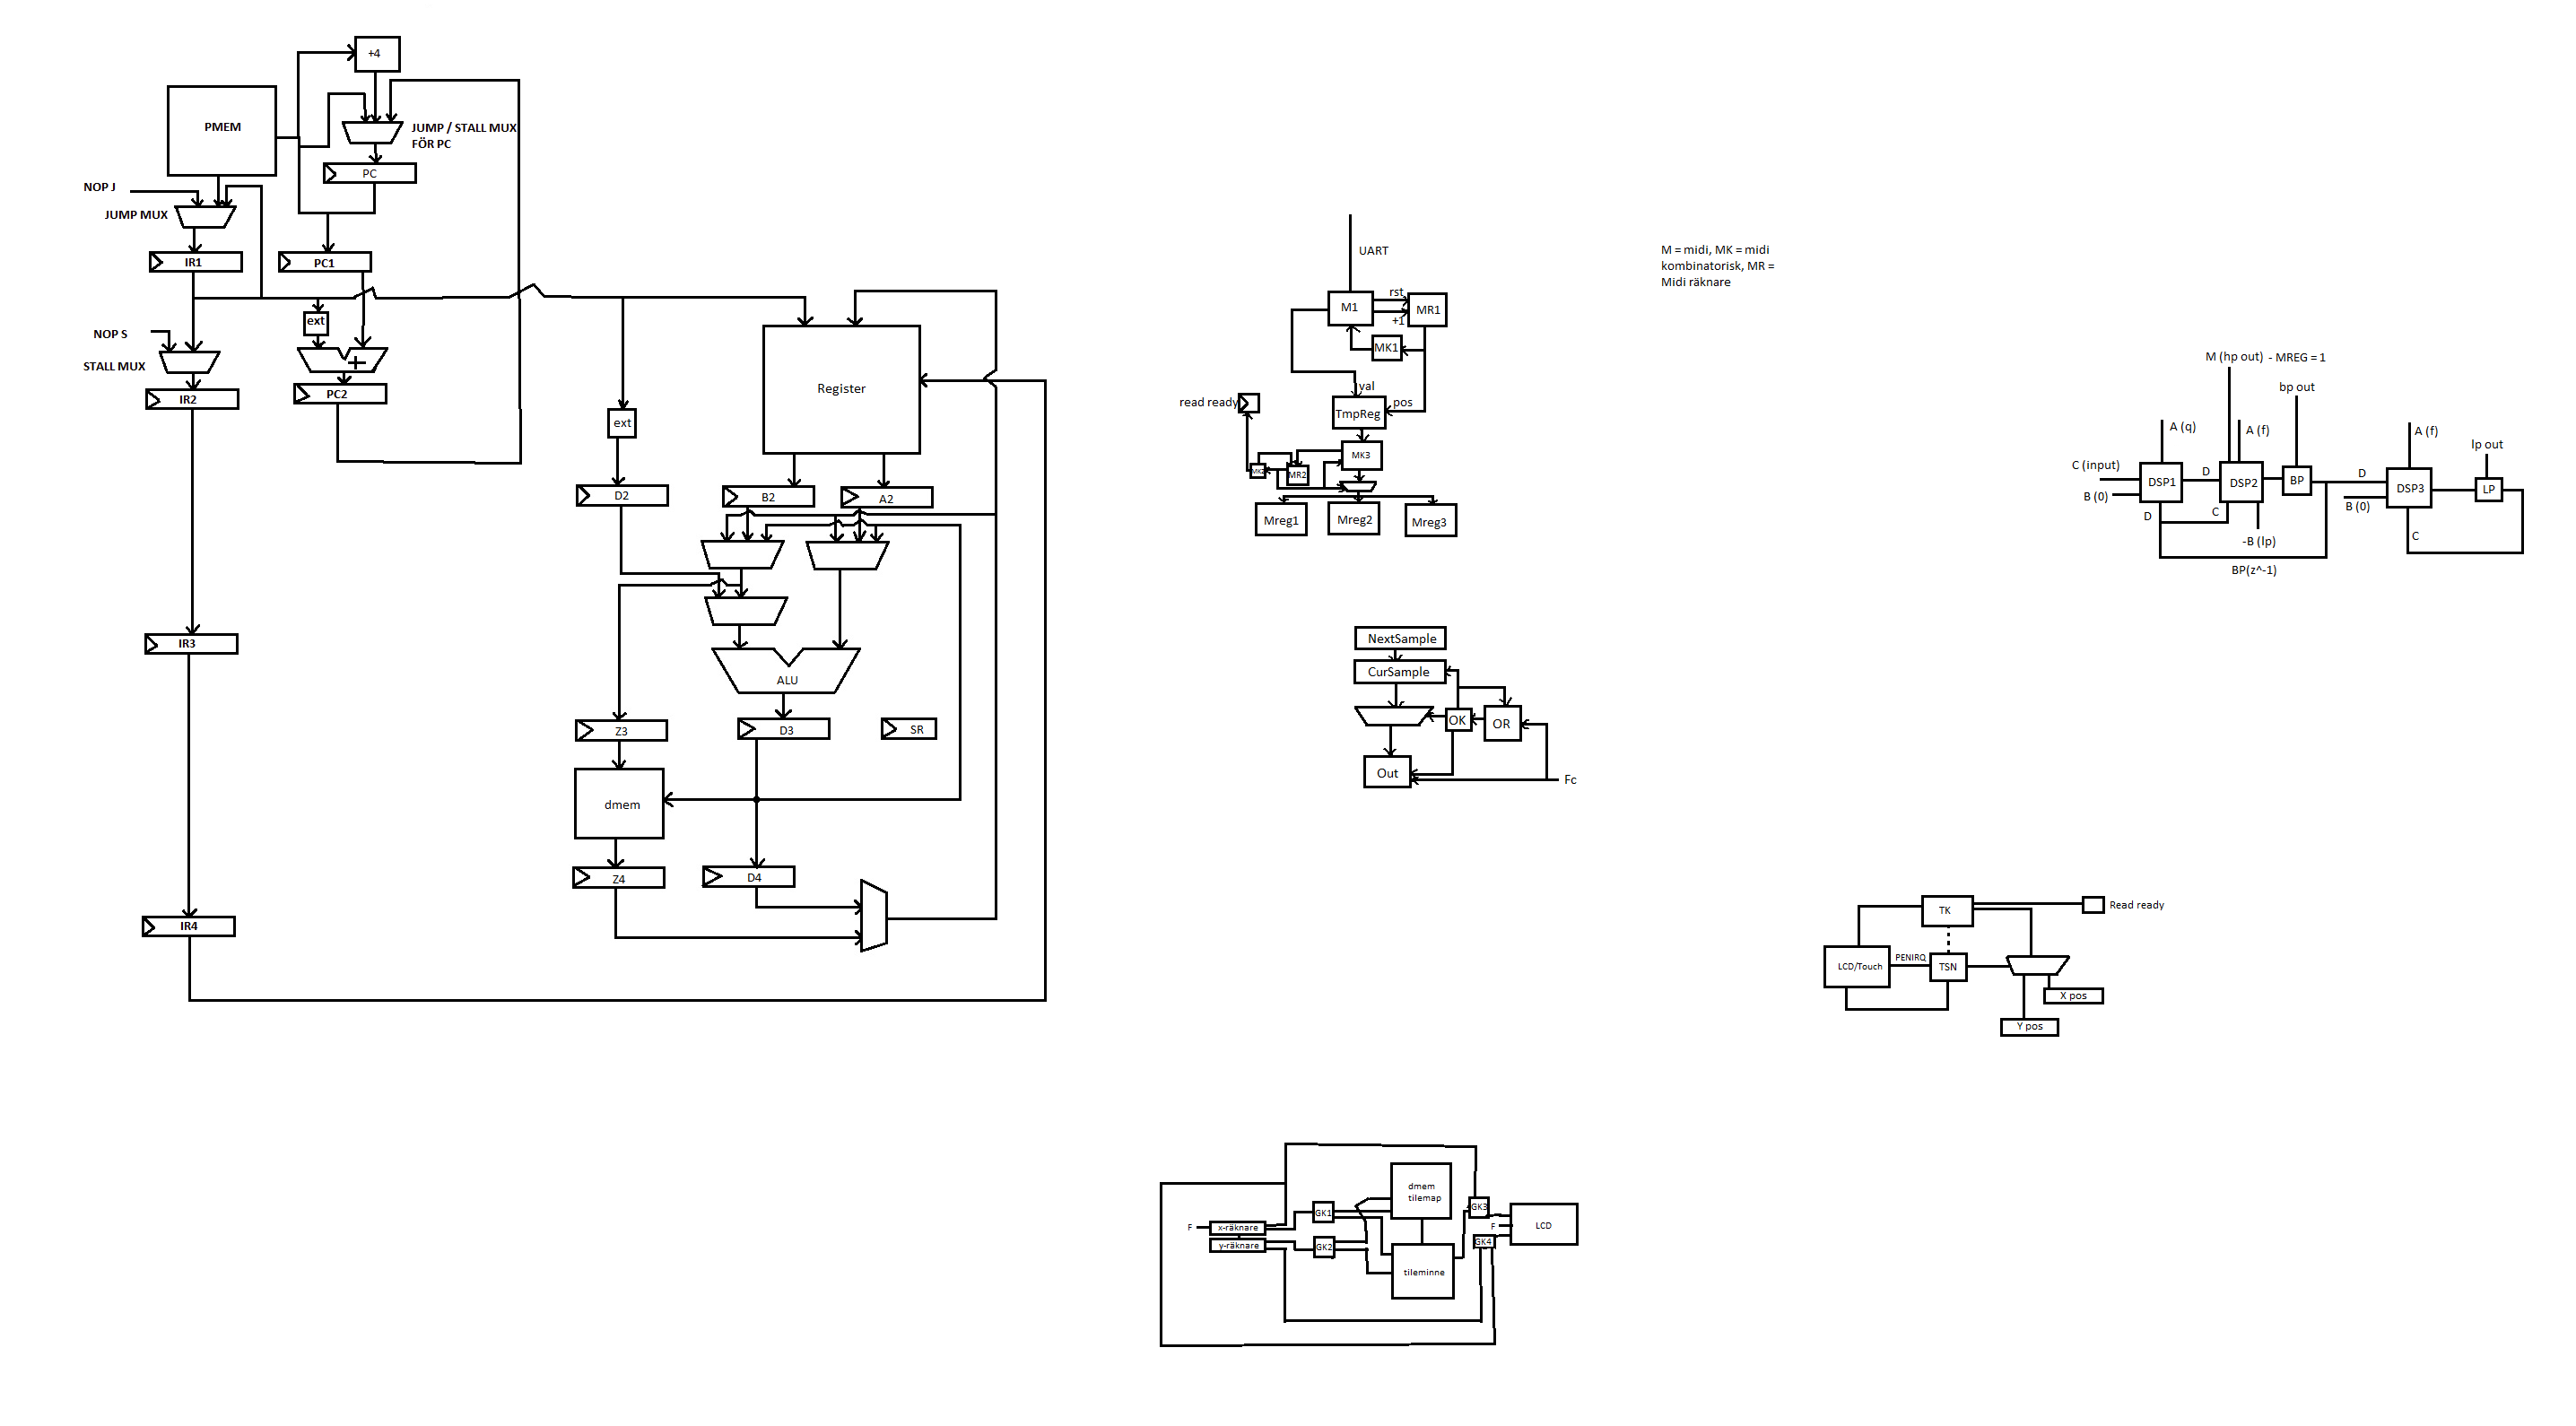 +4
PMEM
JUMP / STALL MUX
FÖR PC
PC
NOP J
JUMP MUX
IR1
PC1
ext
NOP S
STALL MUX
IR2
PC2
Register
ext
D2
B2
A2
IR3
ALU
Z3
D3
SR
dmem
Z4
D4
IR4
UART
M = midi, MK = midi
kombinatorisk, MR =
Midi räknare
M1
rst
+1
MR1
MK1
val
pos
read ready
TmpReg
MK3
MR2
Mreg1
Mreg2
Mreg3
M (hp out) - MREG = 1
bp out
A (q)
A (f)
A (f)
lp out
C (input)
B (0)
DSP1
D
DSP2
BP
D
B (0)
DSP3
LP
D
C
-B (lp)
C
BP(z^-1)
NextSample
CurSample
OK
OR
Out
Fc
TK
Read ready
LCD/Touch
PENIRQ
TSN
X pos
Y pos
dmem
tilemap
F
x-räknare
y-räknare
GK1
GK2
GK3
F
GK4
LCD
tileminne